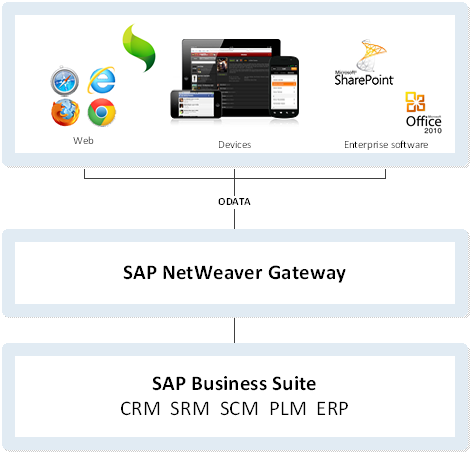 Microsoft
SharePoint
Microsoft
Office
2010
Web
Devices
Enterprise software
ODATA
SAP NetWeaver Gateway
SAP Business Suite
CRM SRM SCM PLM ERP